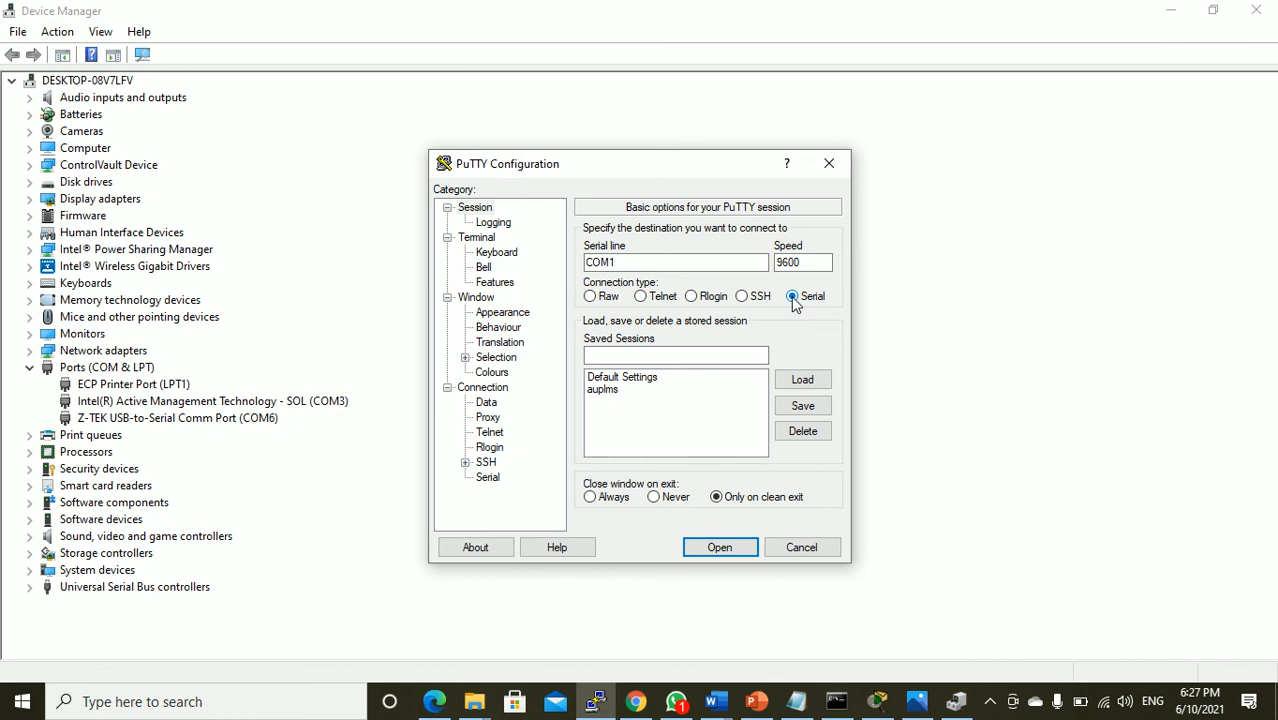 Device Manager
File Action View Help
DESKTOP-08V7LFV
Audio inputs and outputs
Batteries
Cameras
Computer
ControlVault Device
Disk drives
Display adapters
Firmware
Human Interface Devices
Intel® Power Sharing Manager
Intel® Wireless Gigabit Drivers
Keyboards
Memory technology devices
Mice and other pointing devices
Monitors
Network adapters
Ports (COM & LPT)
ECP Printer Port (LPT1)
Intel(R) Active Management Technology - SOL (COM3)
Z-TEK USB-to-Serial Comm Port (COM6)
Print queues
Processors
Security devices
Smart card readers
Software components
Software devices
Sound, video and game controllers
Storage controllers
System devices
Universal Serial Bus controllers
PuTTY Configuration ?
Category:
Session
Logging
Terminal
Keyboard
Bell
Features
Window
Appearance
Behaviour
Translation
Selection
Colours
Connection
Data
Proxy
Telnet
Rlogin
SSH
Serial
Basic options for your PuTTY session
Specify the destination you want to connect to
Serial line Speed
COM1 9600
Connection type:
Raw Telnet Rlogin SSH Serial
Load, save or delete a stored session
Saved Sessions
Default Settings
auplms
Load
Save
Delete
Close window on exit:
Always Never Only on clean exit
About Help Open Cancel
Type here to search
1
ENG
6:27 PM
6/10/2021